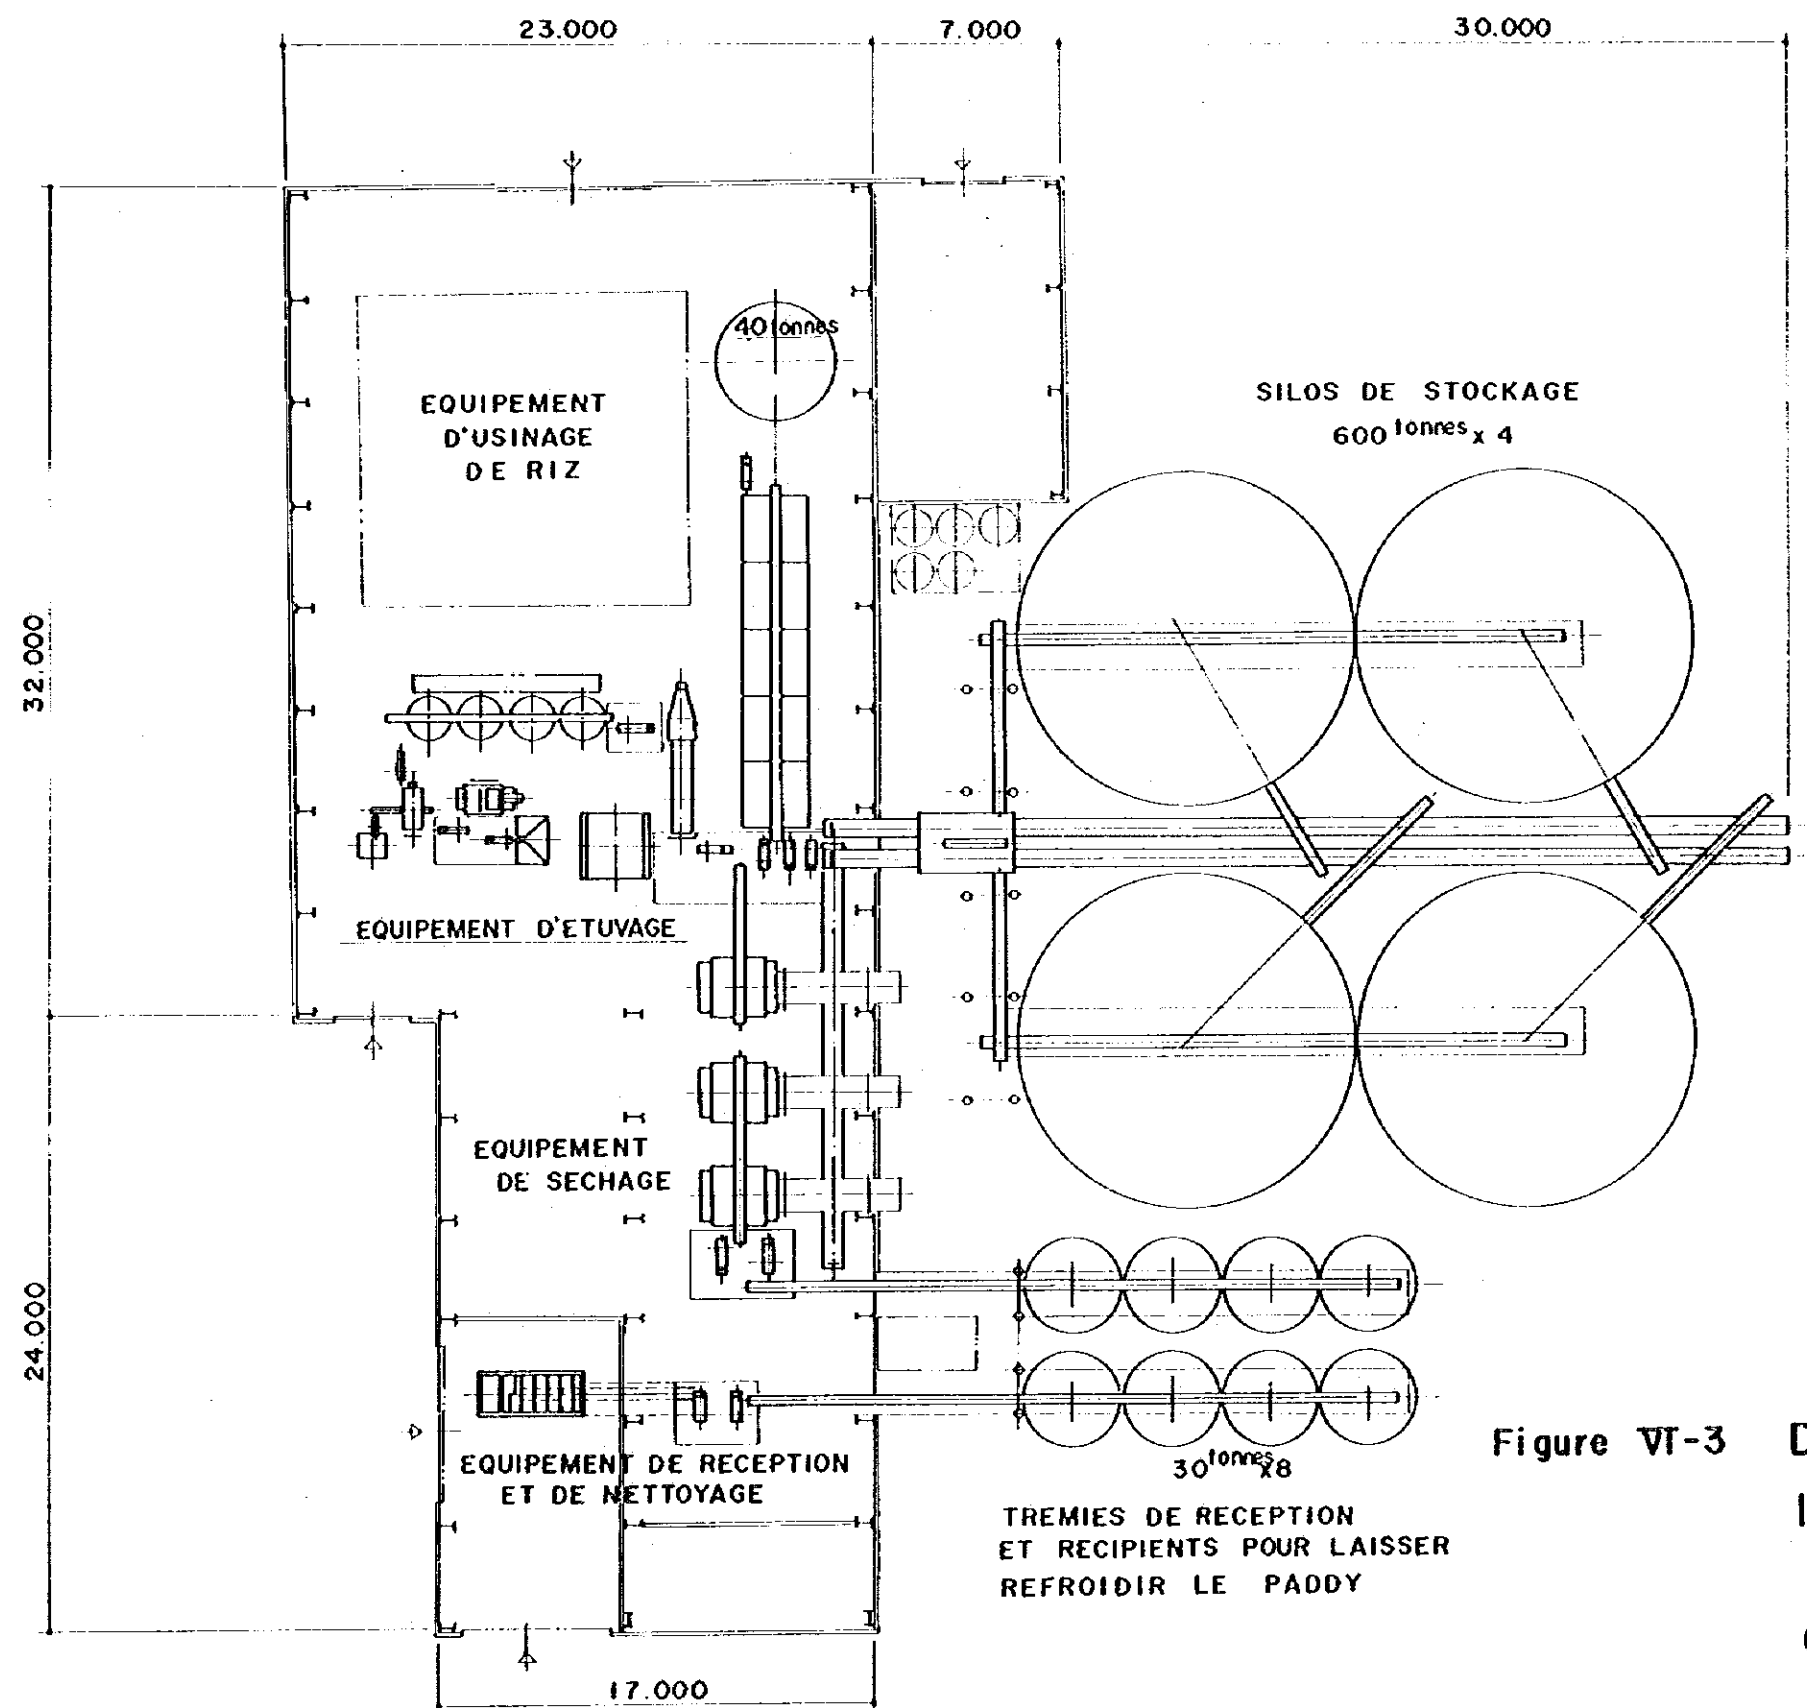 23.000
7.000
30.000
40 tonnes
EQUIPEMENT
D'USINAGE
DE RIZ
SILOS DE STOCKAGE
600 tonnes x 4
32.000
EQUIPEMENT D'ETUVAGE
EQUIPEMENT
DE SECHAGE
24.000
EQUIPEMENT DE RECEPTION
ET DE NETTOYAGE
30 tonnes x8
Figure VI-3 D
TREMIES DE RECEPTION
ET RECIPIENTS POUR LAISSER
REFROIDIR LE PADDY
17.000